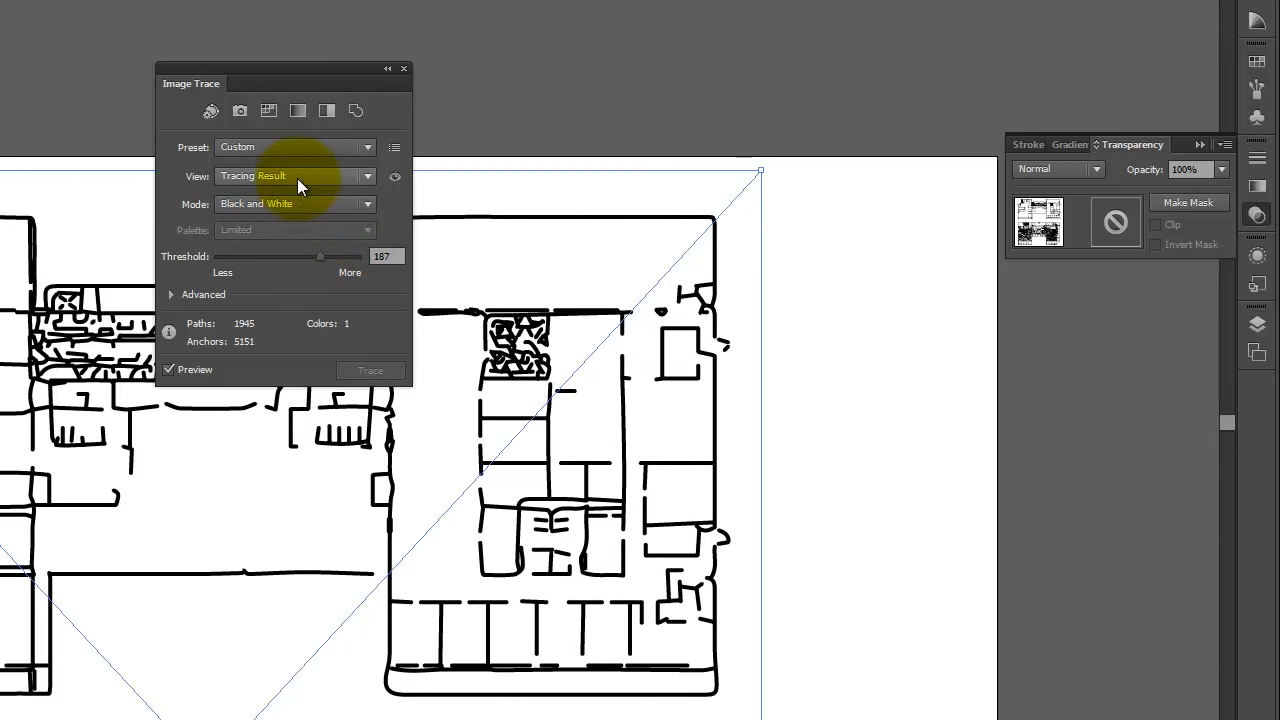 Image Trace
Preset: Custom
View: Tracing Result
Mode: Black and White
Palette: Limited
Threshold: 187
Less More
Advanced
Paths: 1945 Colors: 1
Anchors: 5151
Preview Trace
Stroke Gradien Transparency
Normal Opacity: 100%
Make Mask
Clip
Invert Mask